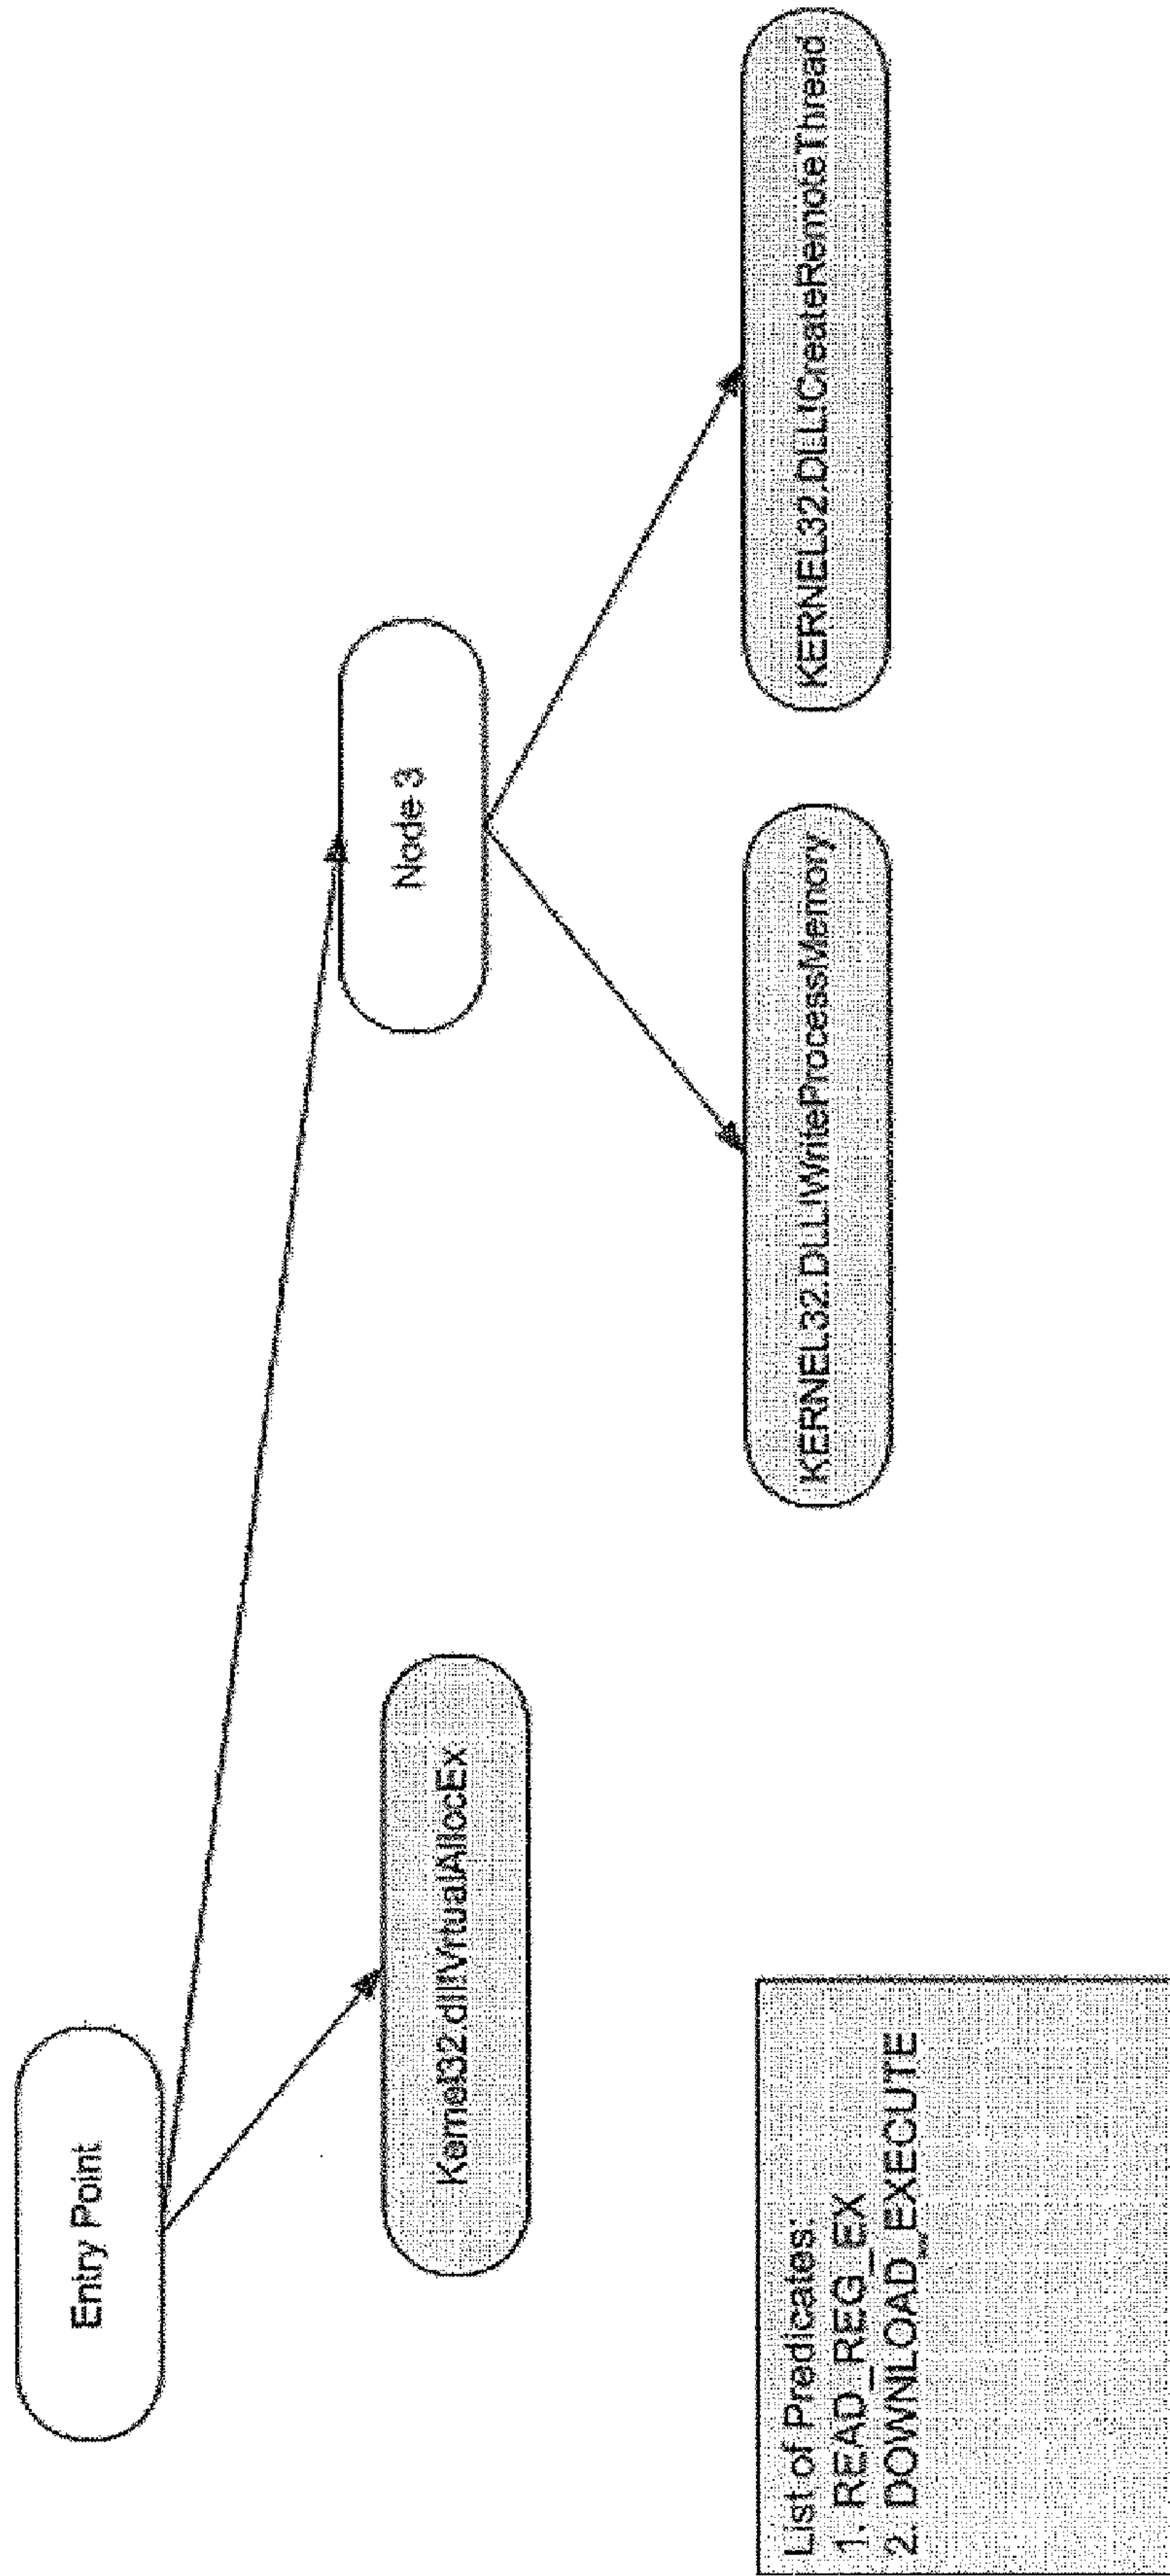 Entry Point
Node 3
Kernel32.dll!VrtualAllocEx
KERNEL32.DLL!WriteProcessMemory
KERNEL32.DLL!CreateRemoteThread
List of Predicates:
1. READ_REG_EX
2. DOWNLOAD_EXECUTE